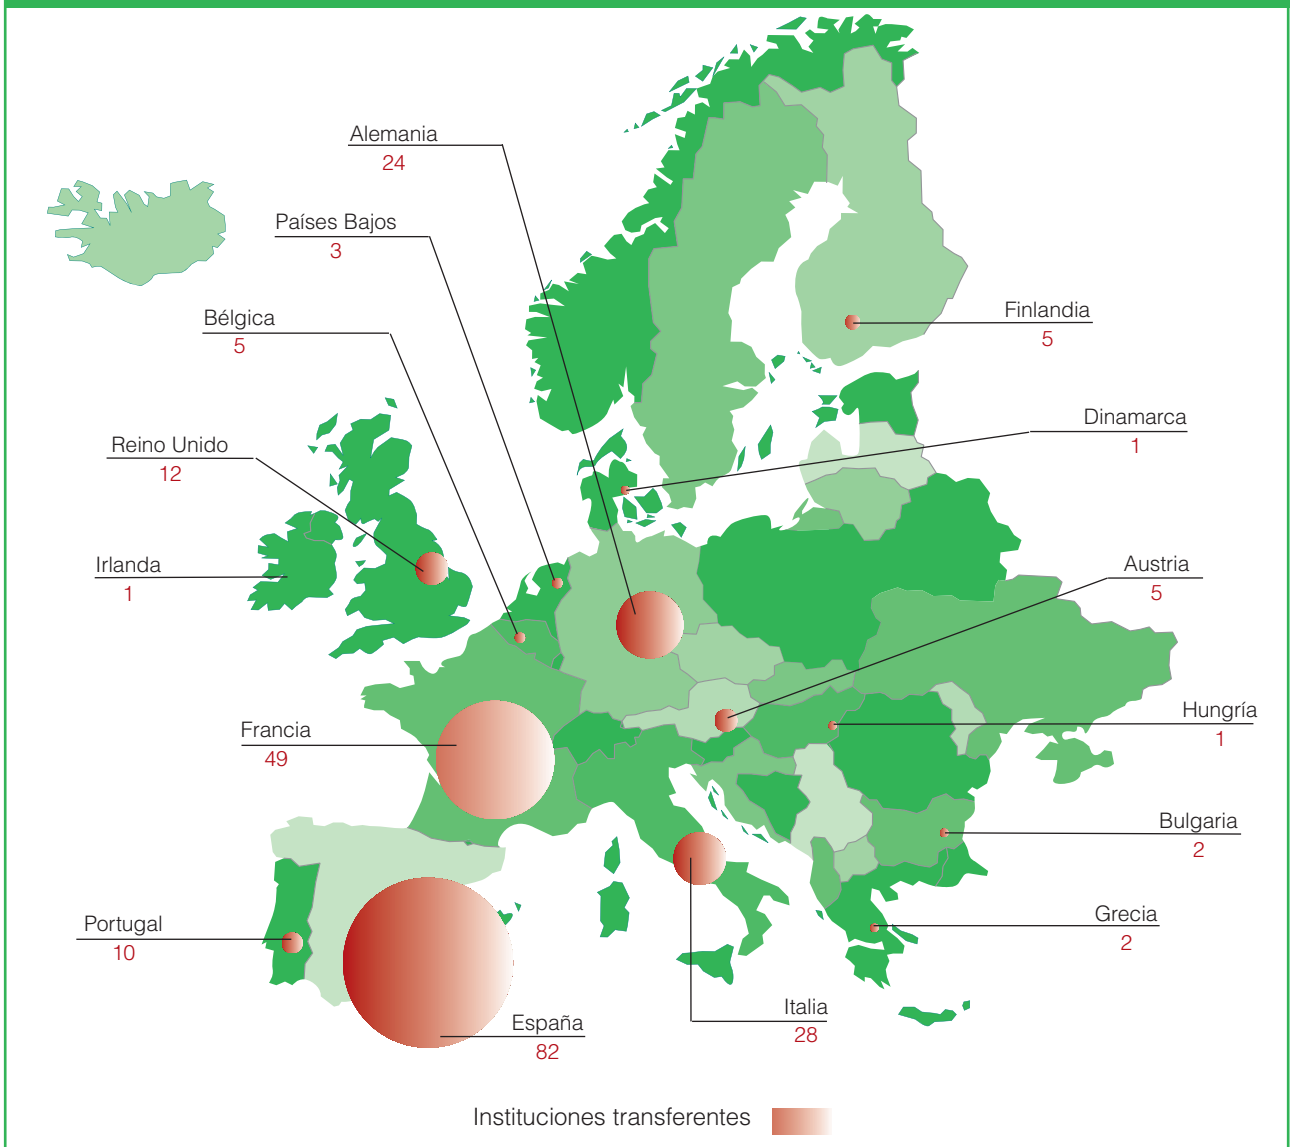 Alemania
24
Países Bajos
3
Bélgica
5
Finlandia
5
Dinamarca
1
Reino Unido
12
Irlanda
1
Austria
5
Francia
49
Hungría
1
Bulgaria
2
Portugal
10
Grecia
2
España
82
Italia
28
Instituciones transferentes